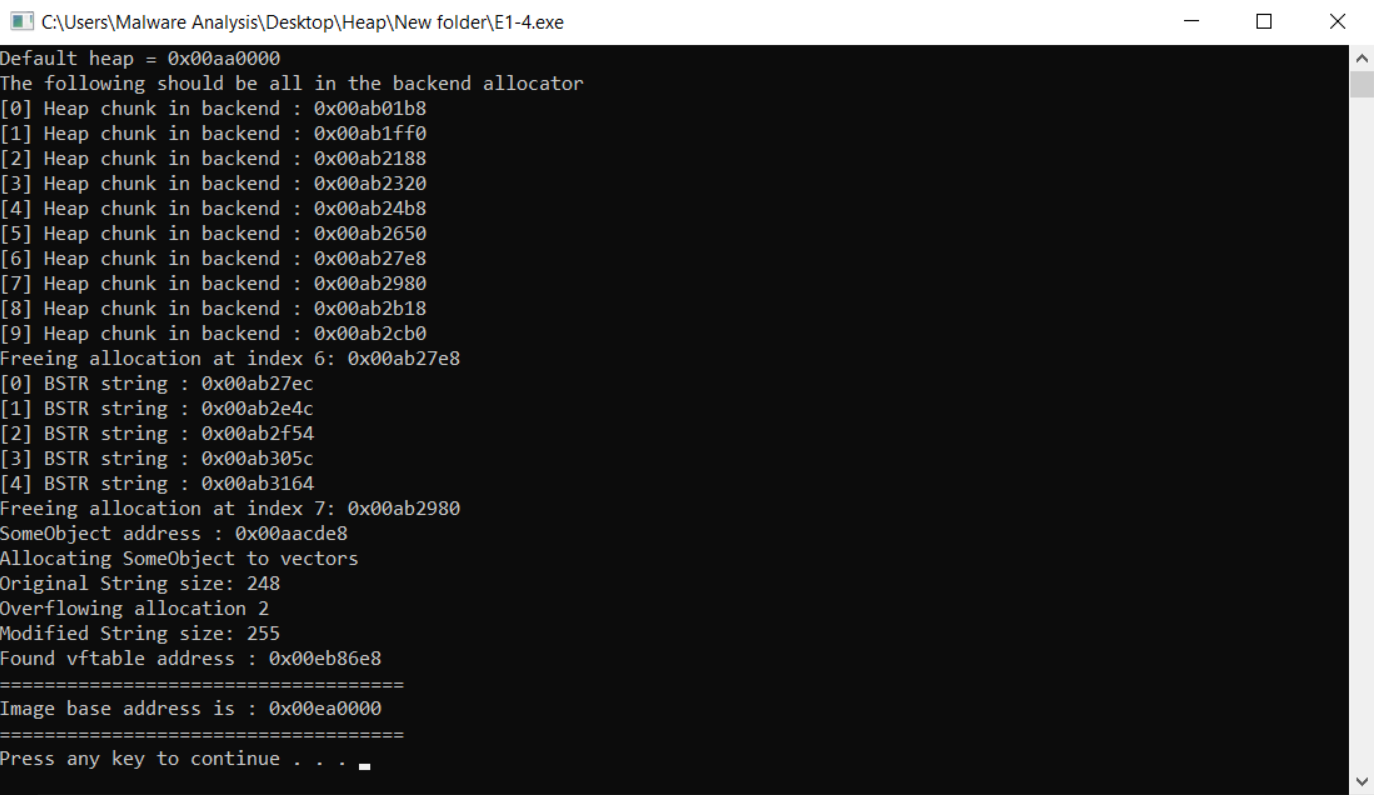 C:\Users\Malware Analysis\Desktop\Heap\New folder\E1-4.exe
Default heap = 0x00aa0000
The following should be all in the backend allocator
[0] Heap chunk in backend : 0x00ab01b8
[1] Heap chunk in backend : 0x00ab1ff0
[2] Heap chunk in backend : 0x00ab2188
[3] Heap chunk in backend : 0x00ab2320
[4] Heap chunk in backend : 0x00ab24b8
[5] Heap chunk in backend : 0x00ab2650
[6] Heap chunk in backend : 0x00ab27e8
[7] Heap chunk in backend : 0x00ab2980
[8] Heap chunk in backend : 0x00ab2b18
[9] Heap chunk in backend : 0x00ab2cb0
Freeing allocation at index 6: 0x00ab27e8
[0] BSTR string : 0x00ab27ec
[1] BSTR string : 0x00ab2e4c
[2] BSTR string : 0x00ab2f54
[3] BSTR string : 0x00ab305c
[4] BSTR string : 0x00ab3164
Freeing allocation at index 7: 0x00ab2980
SomeObject address : 0x00aacde8
Allocating SomeObject to vectors
Original String size: 248
Overflowing allocation 2
Modified String size: 255
Found vftable address : 0x00eb86e8
====================================
Image base address is : 0x00ea0000
====================================
Press any key to continue . . .